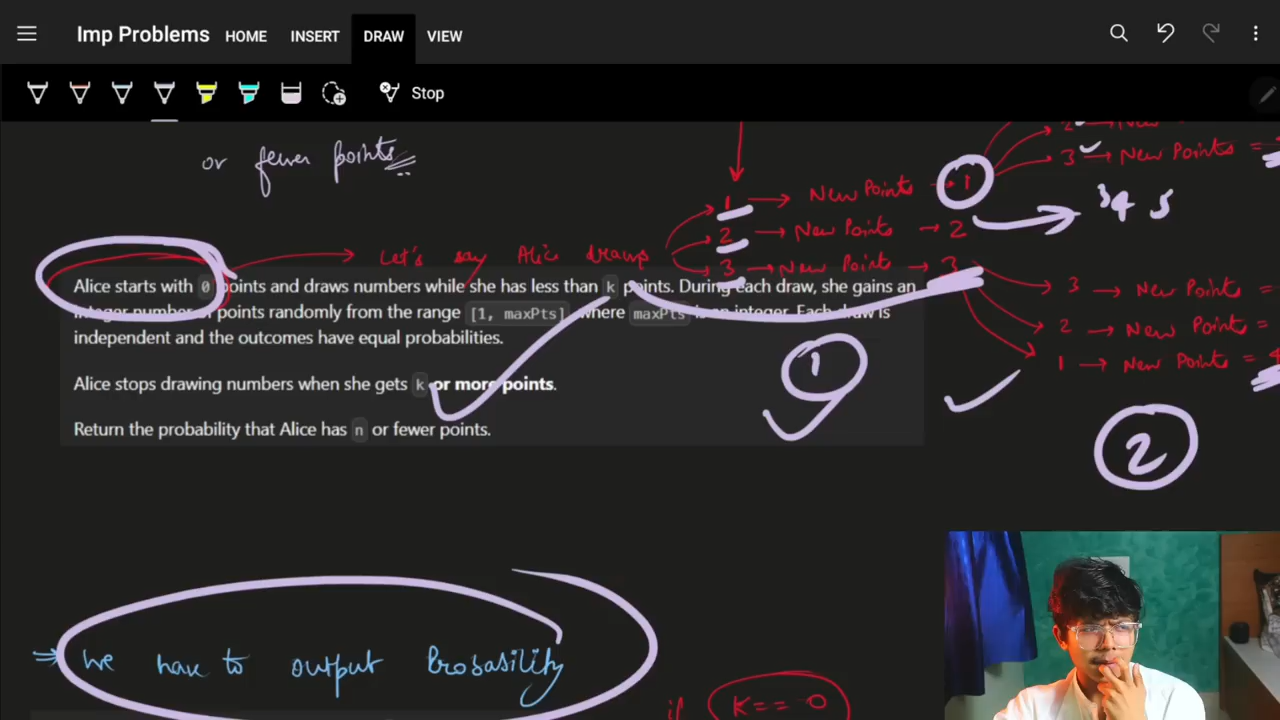 Imp Problems HOME INSERT DRAW VIEW
Stop
or fewer points
3 → New Points =
1 → New Points → 1
3 4 5
2 → New Points → 2
Let's say Alice draws
3 → New Points → 3
Alice starts with 0 points and draws numbers while she has less than k points. During each draw, she gains an
integer number of points randomly from the range [1, maxPts] where maxPts is an integer. Each draw is
independent and the outcomes have equal probabilities.
3 → New Points =
2 → New Points =
1 → New Points = 4
1
Alice stops drawing numbers when she gets k or more points.
Return the probability that Alice has n or fewer points.
2
⇒ We have to output Probability
if K == 0